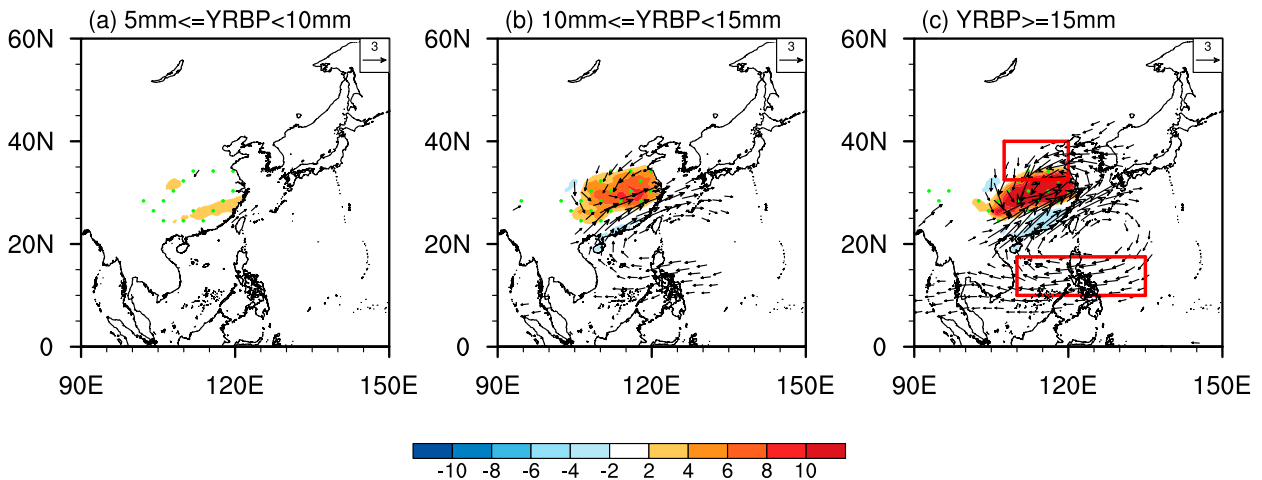 (a) 5mm<=YRBP<10mm
(b) 10mm<=YRBP<15mm
(c) YRBP>=15mm
60N
40N
20N
0
90E
120E
150E
3
60N
40N
20N
0
90E
120E
150E
3
60N
40N
20N
0
90E
120E
150E
3
-10
-8
-6
-4
-2
2
4
6
8
10